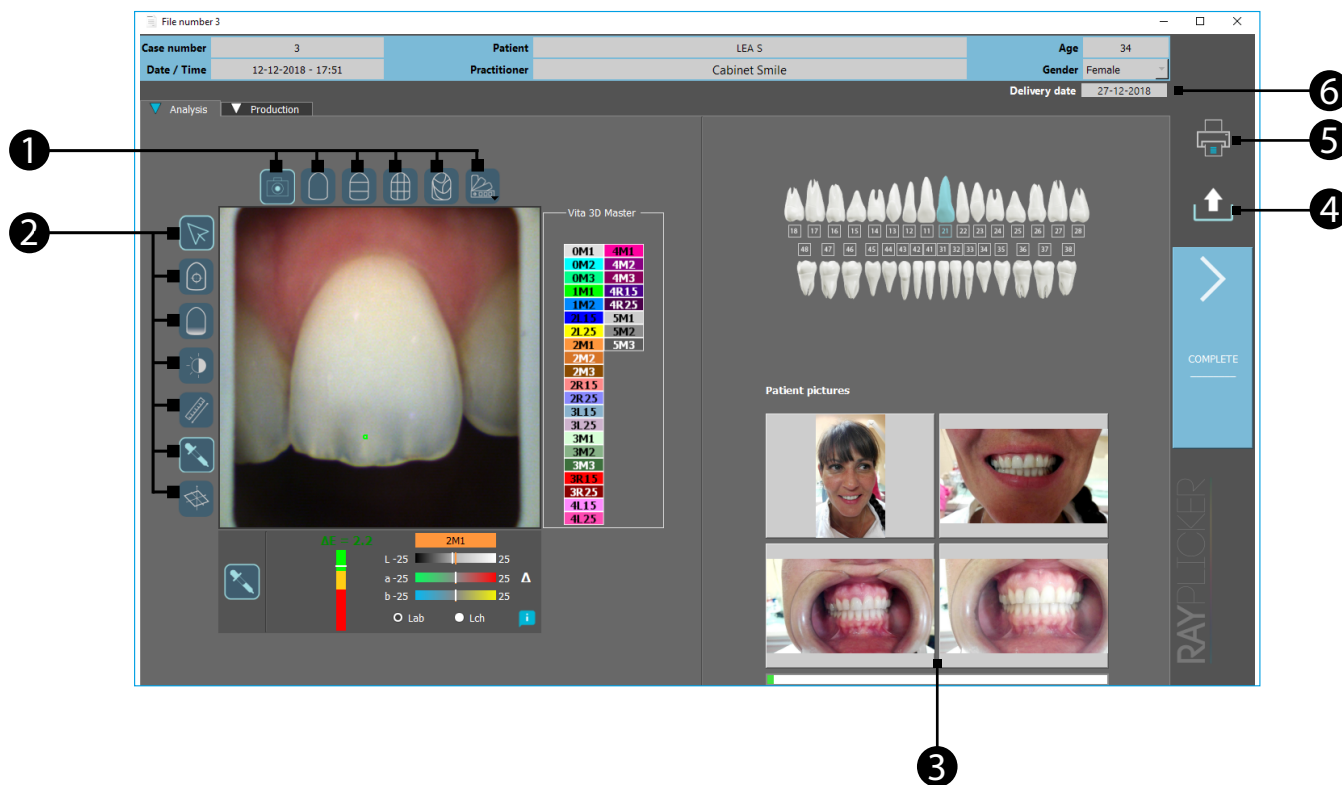 File number 3
Case number 3 Patient LEA S Age 34
Date / Time 12-12-2018 - 17:51 Practitioner Cabinet Smile Gender Female
Delivery date 27-12-2018
Analysis Production
1
2
3
4
5
6
Vita 3D Master
0M1 4M1
0M2 4M2
0M3 4M3
1M1 4R15
1M2 4R25
2L15 5M1
2L25 5M2
2M1 5M3
2M2
2M3
2R15
2R25
3L15
3L25
3M1
3M2
3M3
3R15
3R25
4L15
4L25
18 17 16 15 14 13 12 11 21 22 23 24 25 26 27 28
48 47 46 45 44 43 42 41 31 32 33 34 35 36 37 38
COMPLETE
Patient pictures
RAYPLICKER
ΔE = 2.2
2M1
L -25 25
a -25 25 Δ
b -25 25
Lab Lch
i